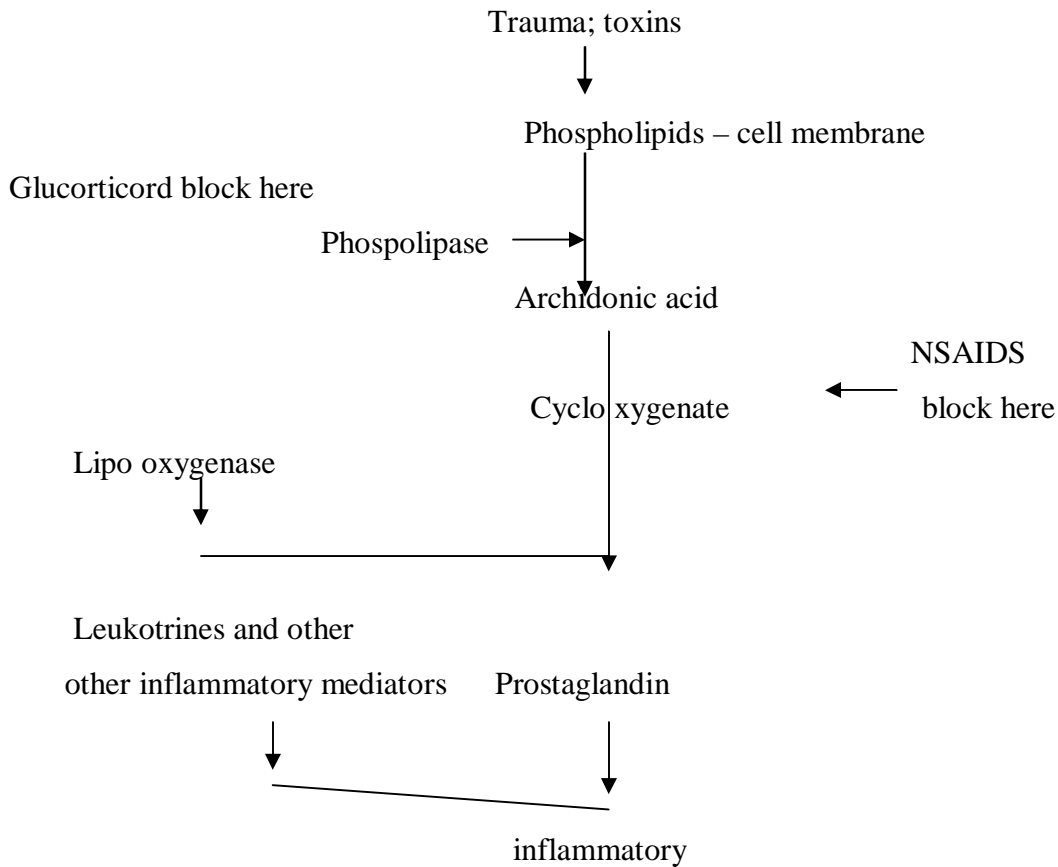 Trauma; toxins
Phospholipids – cell membrane
Glucorticord block here
Phospolipase
Archidonic acid
NSAIDS
Cyclo xygenate
block here
Lipo oxygenase
Leukotrines and other
other inflammatory mediators
Prostaglandin
inflammatory